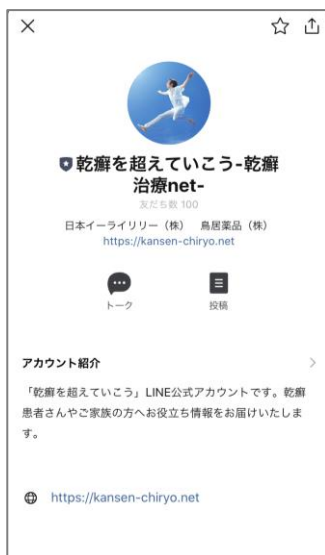 乾癬を超えていこう-乾癬
治療net-
友だち数 100
日本イーライリリー（株）　鳥居薬品（株）
https://kansen-chiryo.net
トーク
投稿
アカウント紹介
「乾癬を超えていこう」LINE公式アカウントです。乾癬
患者さんやご家族の方へお役立ち情報をお届けいたしま
す。
https://kansen-chiryo.net